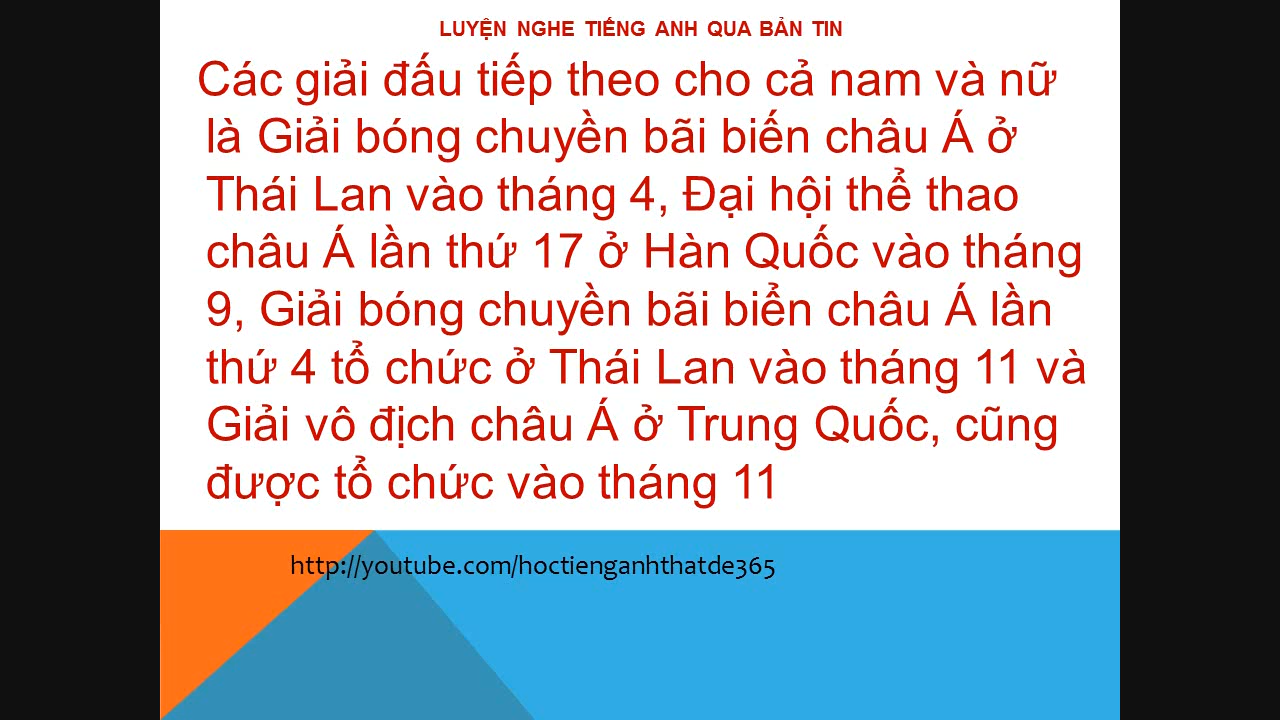 LUYỆN NGHE TIẾNG ANH QUA BẢN TIN
Các giải đấu tiếp theo cho cả nam và nữ
là Giải bóng chuyền bãi biến châu Á ở
Thái Lan vào tháng 4, Đại hội thể thao
châu Á lần thứ 17 ở Hàn Quốc vào tháng
9, Giải bóng chuyền bãi biển châu Á lần
thứ 4 tổ chức ở Thái Lan vào tháng 11 và
Giải vô địch châu Á ở Trung Quốc, cũng
được tổ chức vào tháng 11
http://youtube.com/hoctienganhthatde365